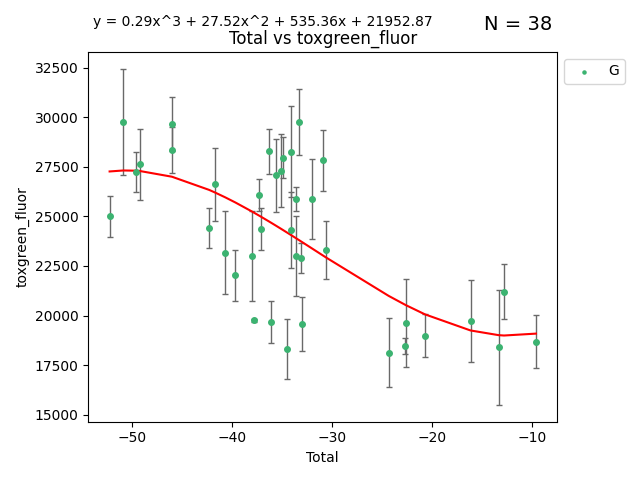 y = 0.29x^3 + 27.52x^2 + 535.36x + 21952.87
N = 38
Total vs toxgreen_fluor
G
32500
30000
27500
25000
22500
20000
17500
15000
toxgreen_fluor
−50
−40
−30
−20
−10
Total